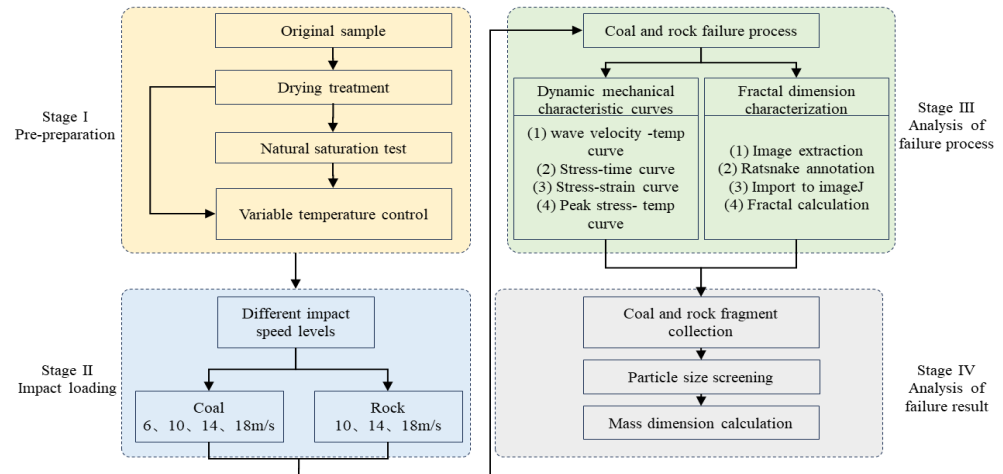 Stage I
Pre-preparation
Original sample
Drying treatment
Natural saturation test
Variable temperature control
Stage II
Impact loading
Different impact
speed levels
Coal
6、10、14、18m/s
Rock
10、14、18m/s
Stage III
Analysis of
failure process
Coal and rock failure process
Dynamic mechanical
characteristic curves
(1) wave velocity -temp
curve
(2) Stress-time curve
(3) Stress-strain curve
(4) Peak stress- temp
curve
Fractal dimension
characterization
(1) Image extraction
(2) Ratsnake annotation
(3) Import to imageJ
(4) Fractal calculation
Stage IV
Analysis of
failure result
Coal and rock fragment
collection
Particle size screening
Mass dimension calculation